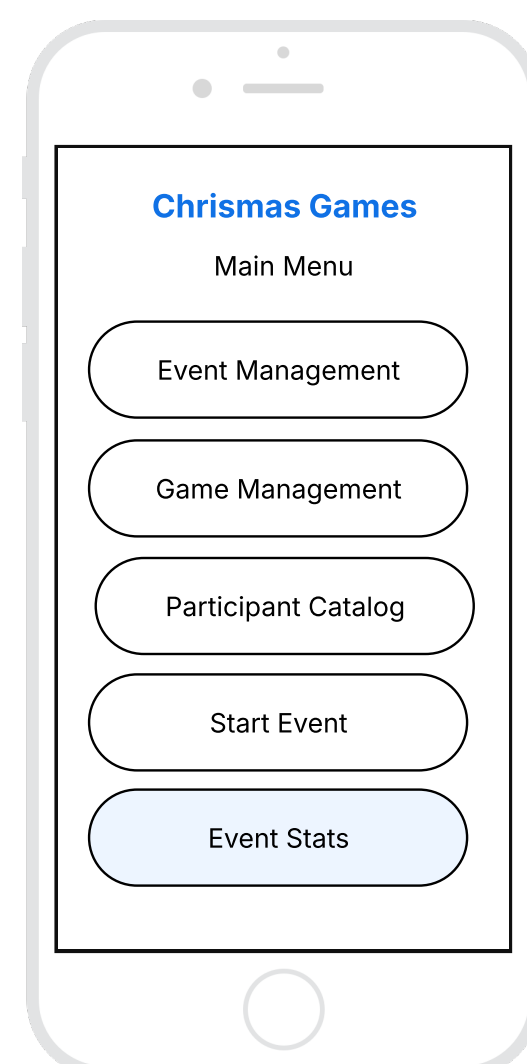 Chrismas Games
Main Menu
Event Management
Game Management
Participant Catalog
Start Event
Event Stats